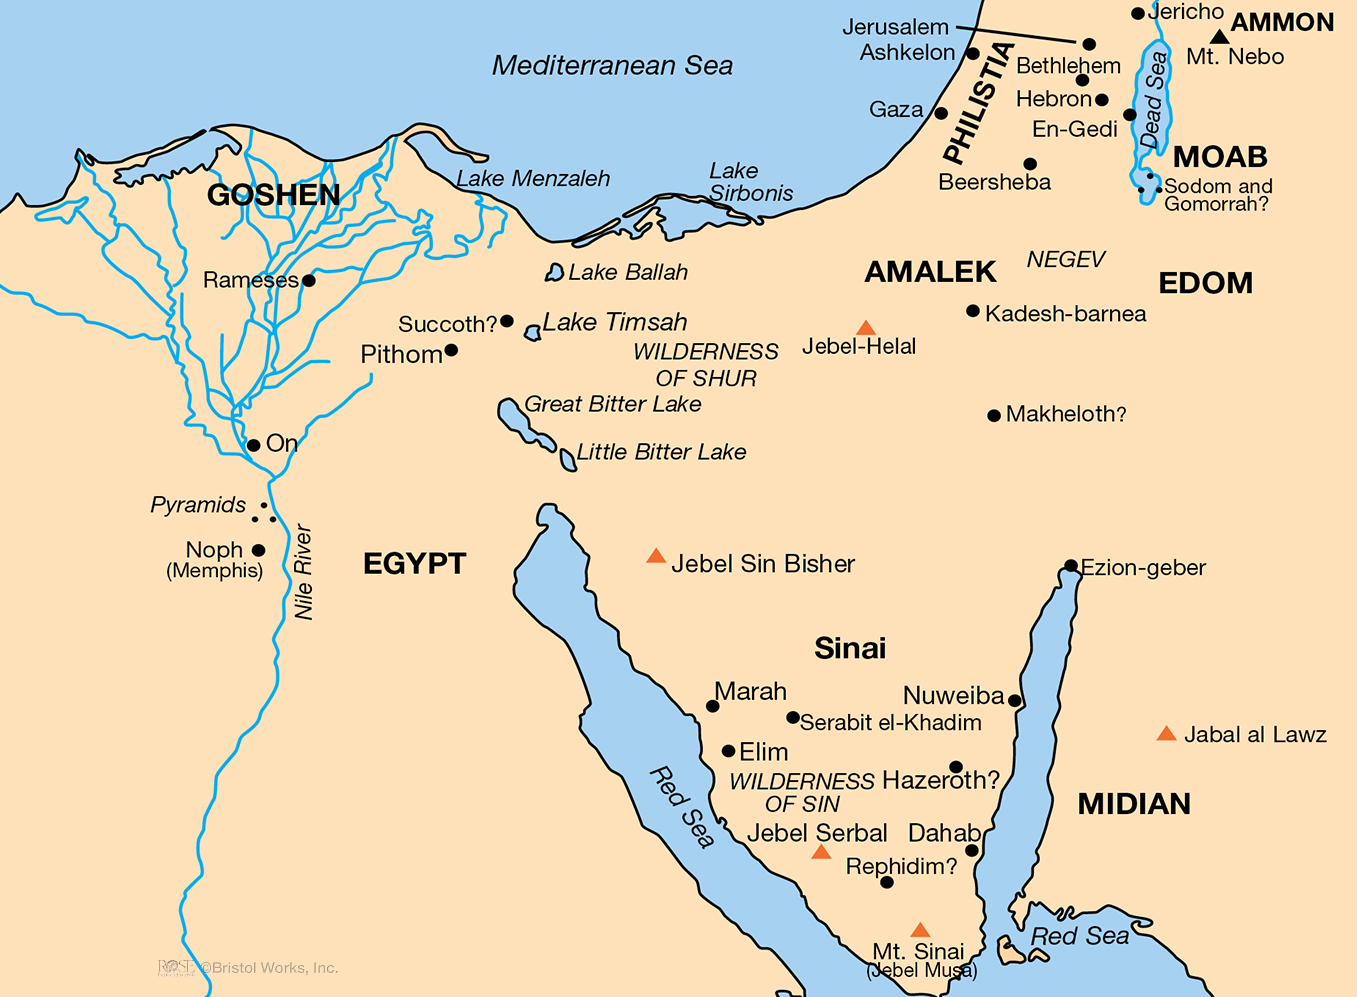 Jericho
Jerusalem
AMMON
Ashkelon
Mt. Nebo
Mediterranean Sea
Bethlehem
PHILISTIA
Dead Sea
Hebron
Gaza
En-Gedi
MOAB
Lake Menzaleh
Lake
Sirbonis
Beersheba
Sodom and
Gomorrah?
GOSHEN
NEGEV
Lake Ballah
AMALEK
EDOM
Rameses
Kadesh-barnea
Succoth?
Lake Timsah
Jebel-Helal
Pithom
WILDERNESS
OF SHUR
Great Bitter Lake
Makheloth?
On
Little Bitter Lake
Pyramids
Noph
(Memphis)
Nile River
EGYPT
Jebel Sin Bisher
Ezion-geber
Sinai
Marah
Nuweiba
Serabit el-Khadim
Jabal al Lawz
Elim
WILDERNESS
OF SIN
Hazeroth?
Red Sea
MIDIAN
Jebel Serbal
Dahab
Rephidim?
Mt. Sinai
(Jebel Musa)
Red Sea
ROSE
©Bristol Works, Inc.